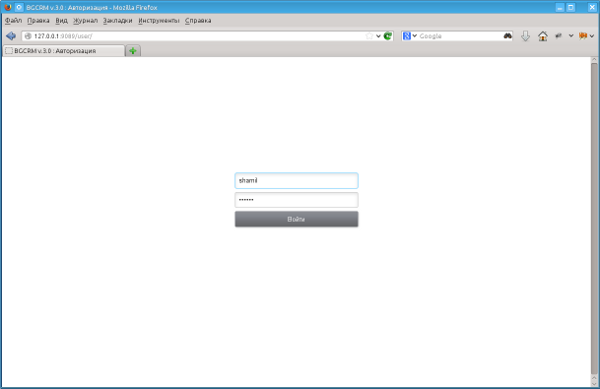 BGCRM v.3.0 : Авторизация - Mozilla Firefox
Файл Правка Вид Журнал Закладки Инструменты Справка
127.0.0.1:9089/user/ Google
BGCRM v.3.0 : Авторизация
shamil
••••••
Войти